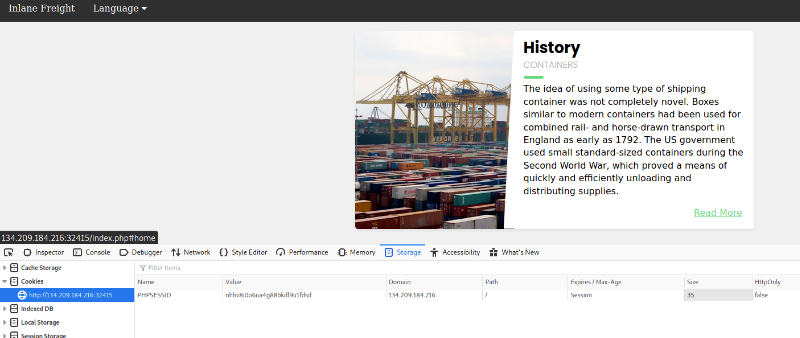 Inlane Freight Language
History
CONTAINERS
The idea of using some type of shipping
container was not completely novel. Boxes
similar to modern containers had been used for
combined rail- and horse-drawn transport in
England as early as 1792. The US government
used small standard-sized containers during the
Second World War, which proved a means of
quickly and efficiently unloading and
distributing supplies.
Read More
134.209.184.216:32415/index.php#home
Inspector Console Debugger Network Style Editor Performance Memory Storage Accessibility What's New
Cache Storage
Filter Items
Cookies
Name Value Domain Path Expires / Max-Age Size HttpOnly
http://134.209.184.216:32415
PHPSESSID 134.209.184.216 / Session 35 false
Indexed DB
Local Storage
Session Storage